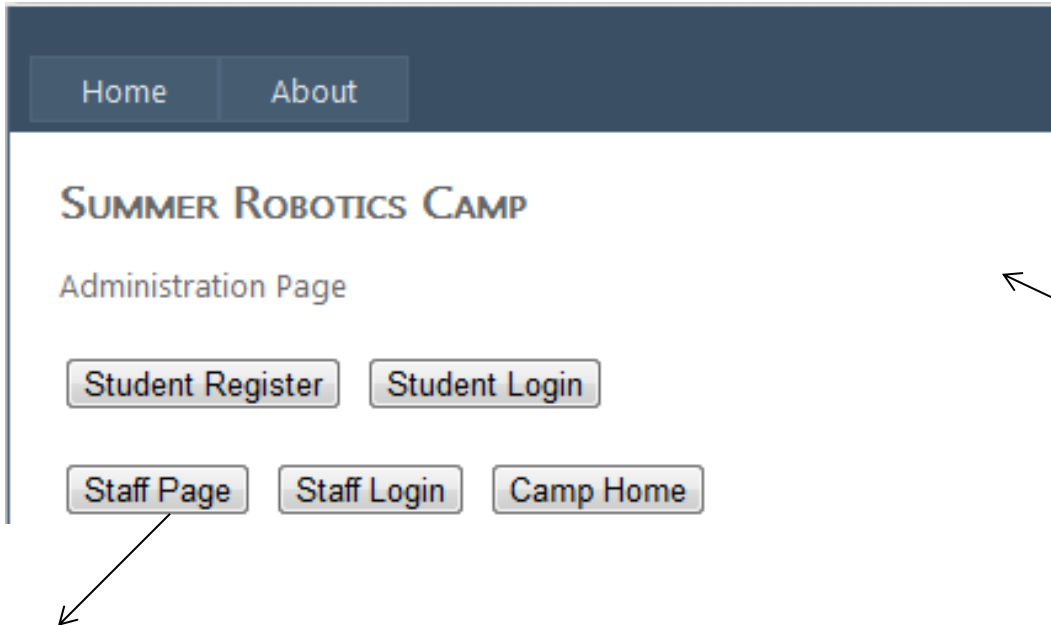 Home About
Summer Robotics Camp
Administration Page
Student Register Student Login
Staff Page Staff Login Camp Home